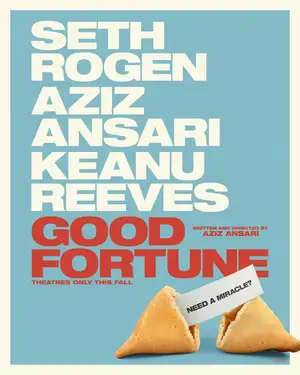 SETH
ROGEN
AZIZ
ANSARI
KEANU
REEVES
GOOD
WRITTEN AND DIRECTED BY
AZIZ ANSARI
FORTUNE
THEATRES ONLY THIS FALL
NEED A MIRACLE?